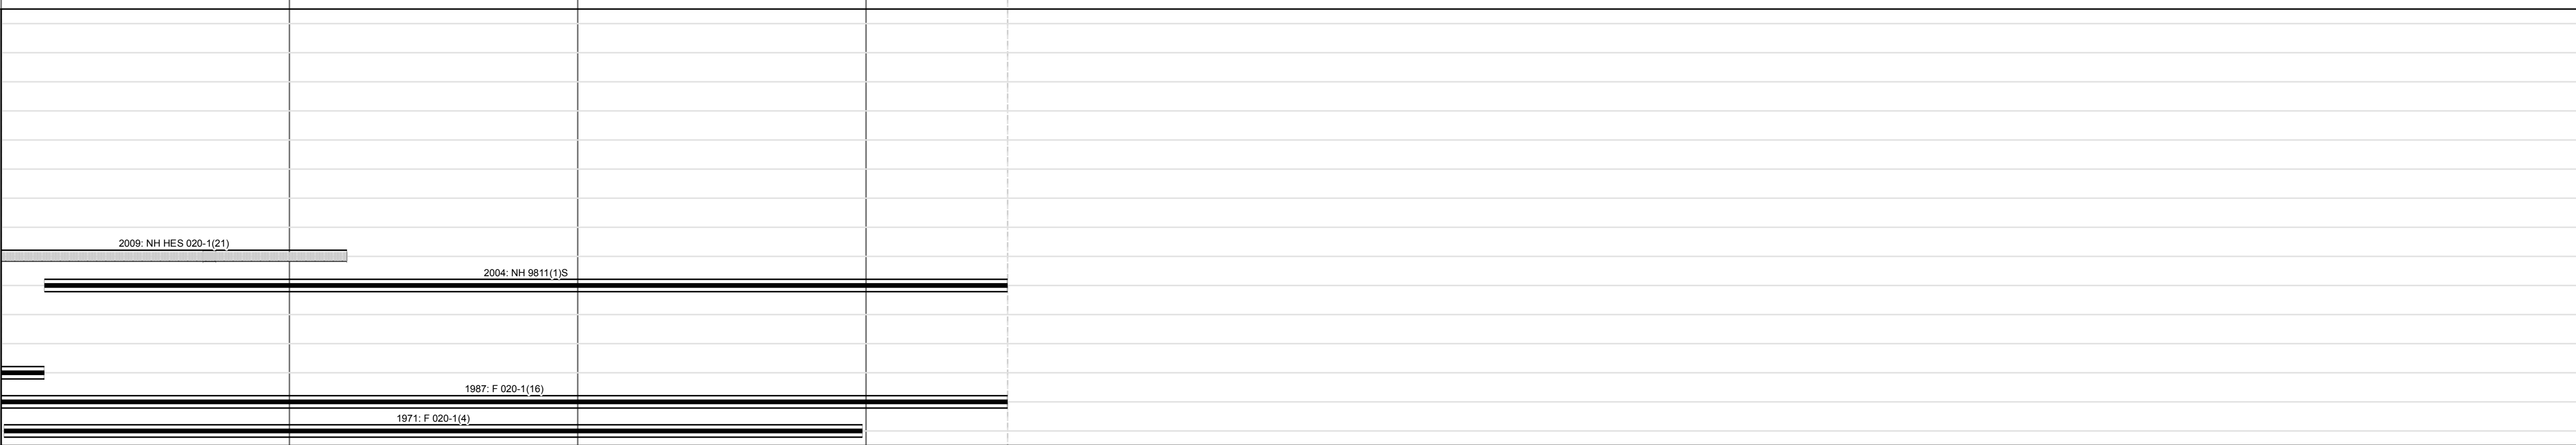 2009: NH HES 020-1(21)
2004: NH 9811(1)S
1987: F 020-1(16)
1971: F 020-1(4)